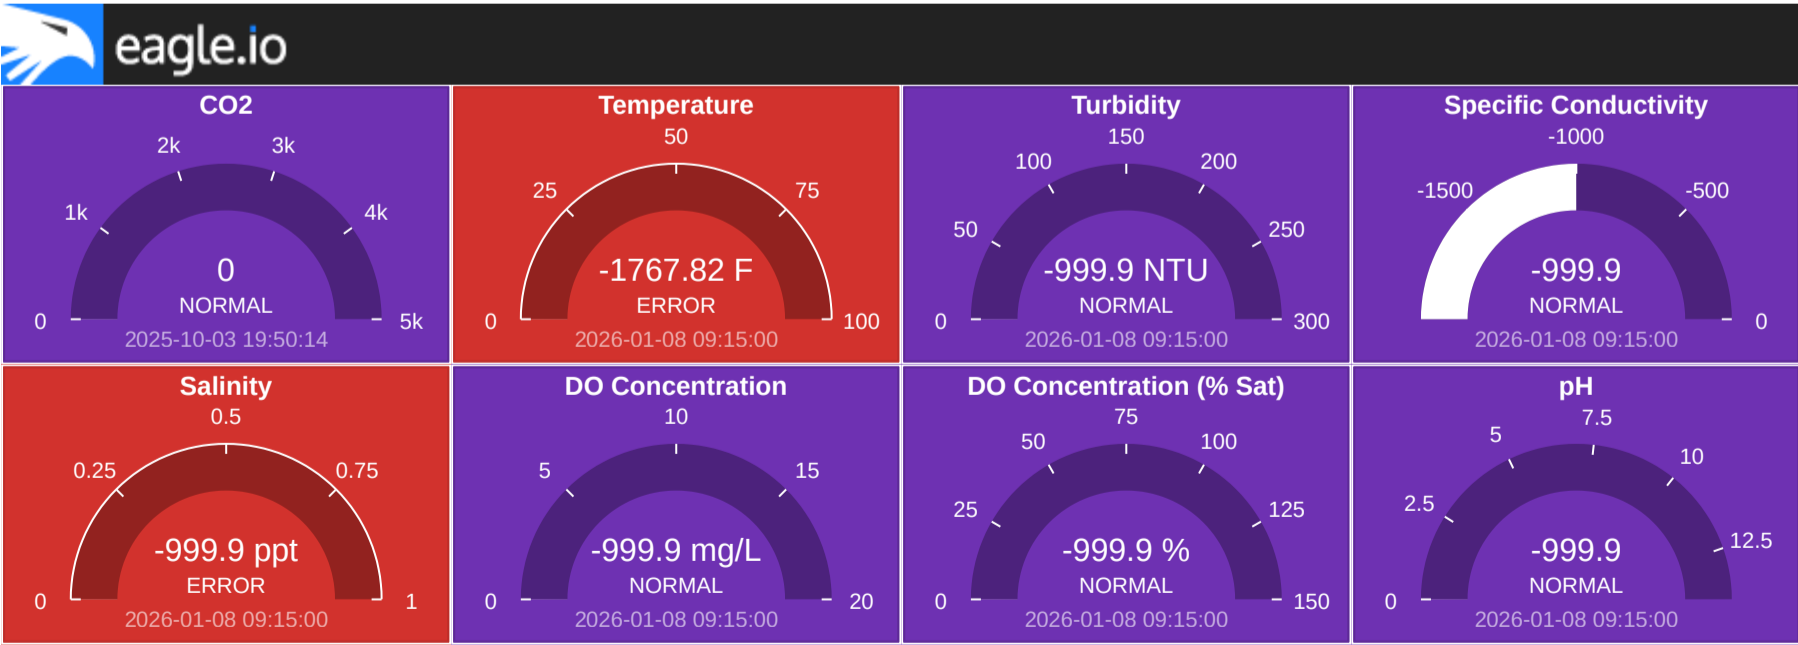 eagle.io
CO2
2k 3k
1k 4k
0
NORMAL
0 5k
2025-10-03 19:50:14
Temperature
50
25 75
-1767.82 F
ERROR
0 100
2026-01-08 09:15:00
Turbidity
150
100 200
50 250
-999.9 NTU
NORMAL
0 300
2026-01-08 09:15:00
Specific Conductivity
-1000
-1500 -500
-999.9
NORMAL
0
2026-01-08 09:15:00
Salinity
0.5
0.25 0.75
-999.9 ppt
ERROR
0 1
2026-01-08 09:15:00
DO Concentration
10
5 15
-999.9 mg/L
NORMAL
0 20
2026-01-08 09:15:00
DO Concentration (% Sat)
75
50 100
25 125
-999.9 %
NORMAL
0 150
2026-01-08 09:15:00
pH
7.5
5 10
2.5 12.5
-999.9
NORMAL
0
2026-01-08 09:15:00